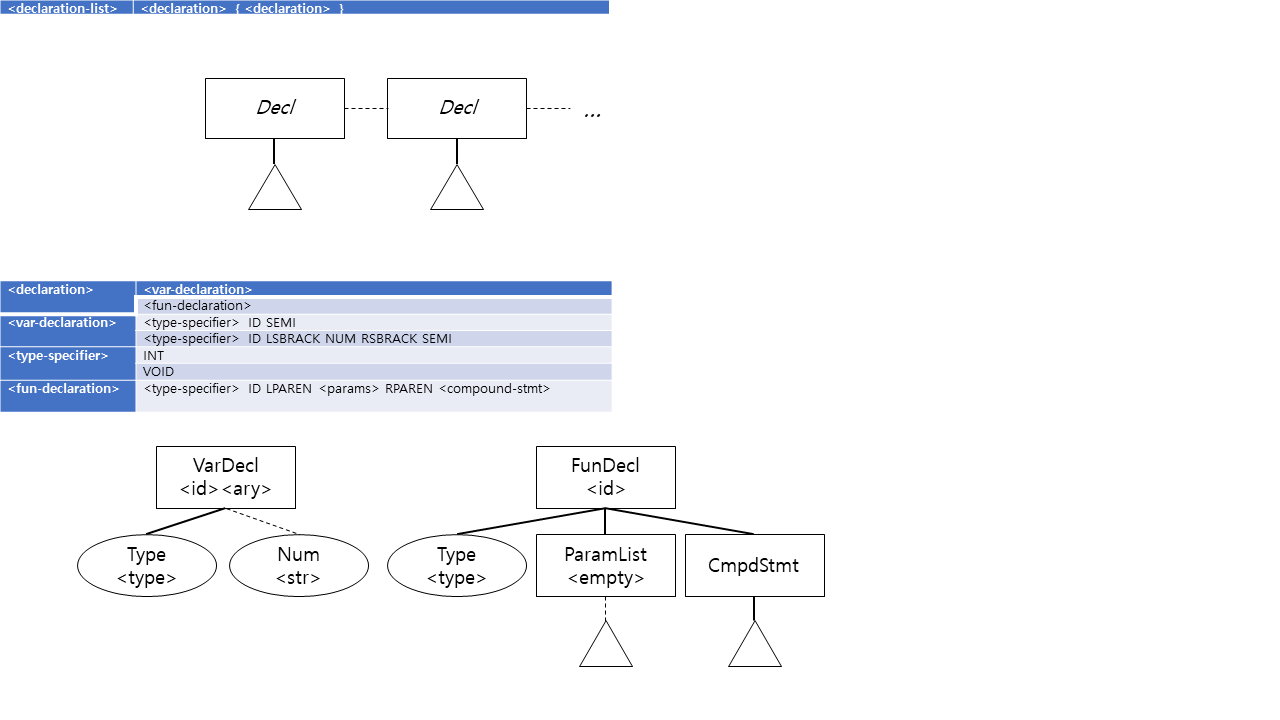 <declaration-list> <declaration> { <declaration> }
Decl Decl ...
<declaration> <var-declaration>
<fun-declaration>
<var-declaration> <type-specifier> ID SEMI
<type-specifier> ID LSBRACK NUM RSBRACK SEMI
<type-specifier> INT
VOID
<fun-declaration> <type-specifier> ID LPAREN <params> RPAREN <compound-stmt>
VarDecl FunDecl
<id> <ary> <id>
Type Num Type ParamList CmpdStmt
<type> <str> <type> <empty>